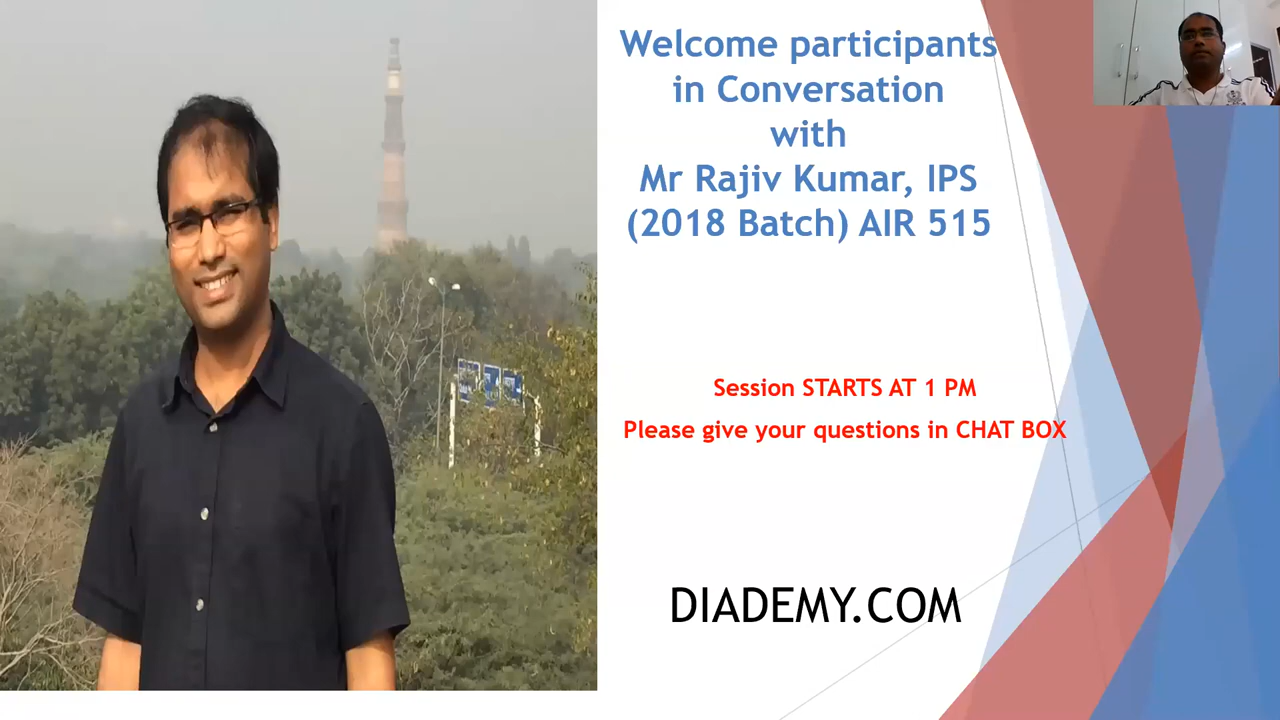 Welcome participants
in Conversation
with
Mr Rajiv Kumar, IPS
(2018 Batch) AIR 515
Session STARTS AT 1 PM
Please give your questions in CHAT BOX
DIADEMY.COM